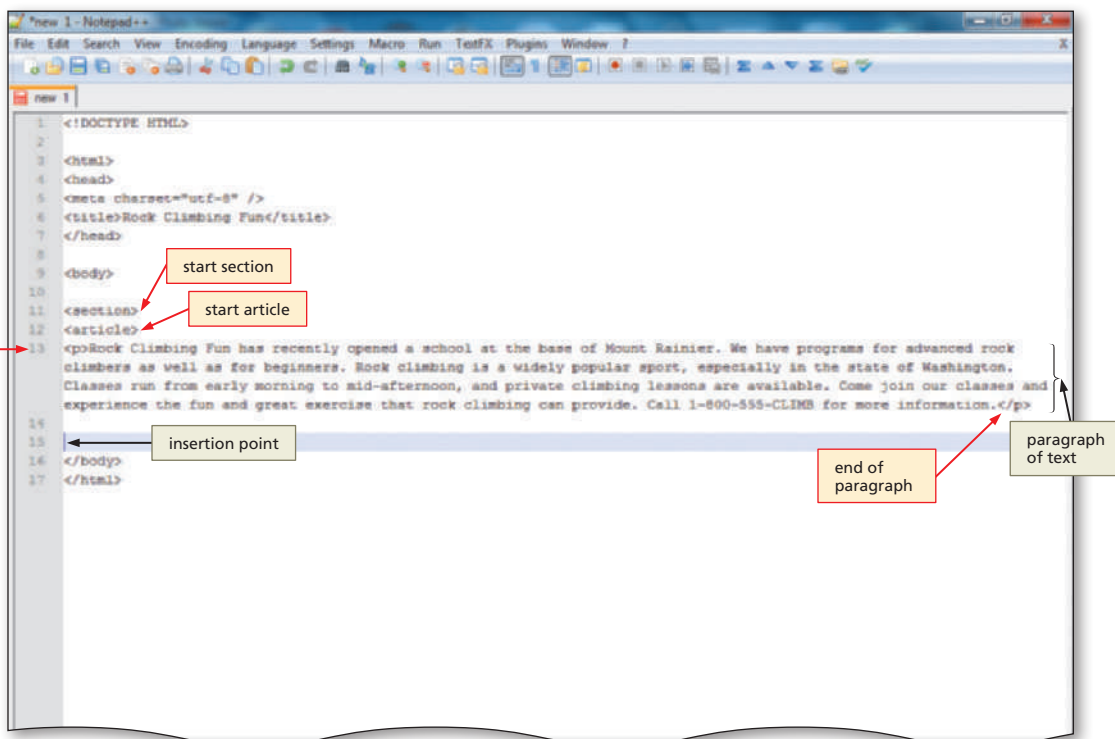 *new 1 - Notepad++
File Edit Search View Encoding Language Settings Macro Run TextFX Plugins Window ? X
new 1
1 <!DOCTYPE HTML>
2
3 <html>
4 <head>
5 <meta charset="utf-8" />
6 <title>Rock Climbing Fun</title>
7 </head>
8
9 <body>
start section
10
11 <section>
start article
12 <article>
13 <p>Rock Climbing Fun has recently opened a school at the base of Mount Rainier. We have programs for advanced rock
climbers as well as for beginners. Rock climbing is a widely popular sport, especially in the state of Washington.
Classes run from early morning to mid-afternoon, and private climbing lessons are available. Come join our classes and
experience the fun and great exercise that rock climbing can provide. Call 1-800-555-CLIMB for more information.</p>
14
15
insertion point
paragraph
of text
16 </body>
17 </html>
end of
paragraph